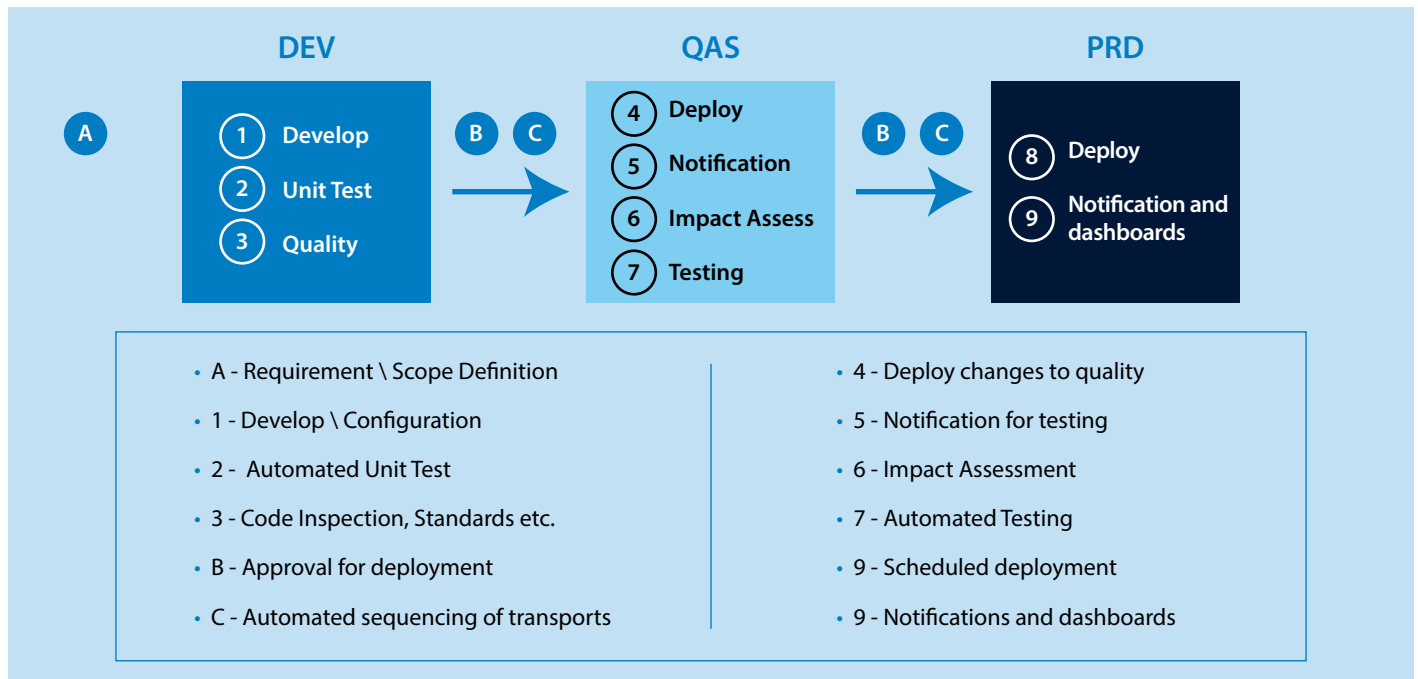 DEV
QAS
PRD
A
1 Develop
2 Unit Test
3 Quality
B C
4 Deploy
5 Notification
6 Impact Assess
7 Testing
B C
8 Deploy
9 Notification and
dashboards
• A - Requirement \ Scope Definition
• 1 - Develop \ Configuration
• 2 - Automated Unit Test
• 3 - Code Inspection, Standards etc.
• B - Approval for deployment
• C - Automated sequencing of transports
• 4 - Deploy changes to quality
• 5 - Notification for testing
• 6 - Impact Assessment
• 7 - Automated Testing
• 9 - Scheduled deployment
• 9 - Notifications and dashboards